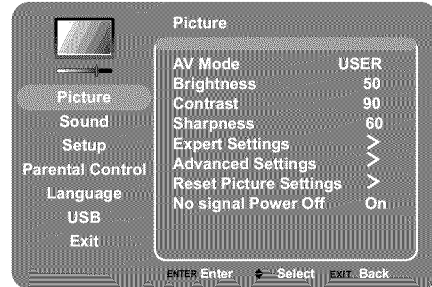 Picture
Picture
Sound
Setup
Parental Control
Language
USB
Exit
AV Mode USER
Brightness 50
Contrast 90
Sharpness 60
Expert Settings >
Advanced Settings >
Reset Picture Settings >
No signal Power Off On
ENTER Enter Select EXIT Back